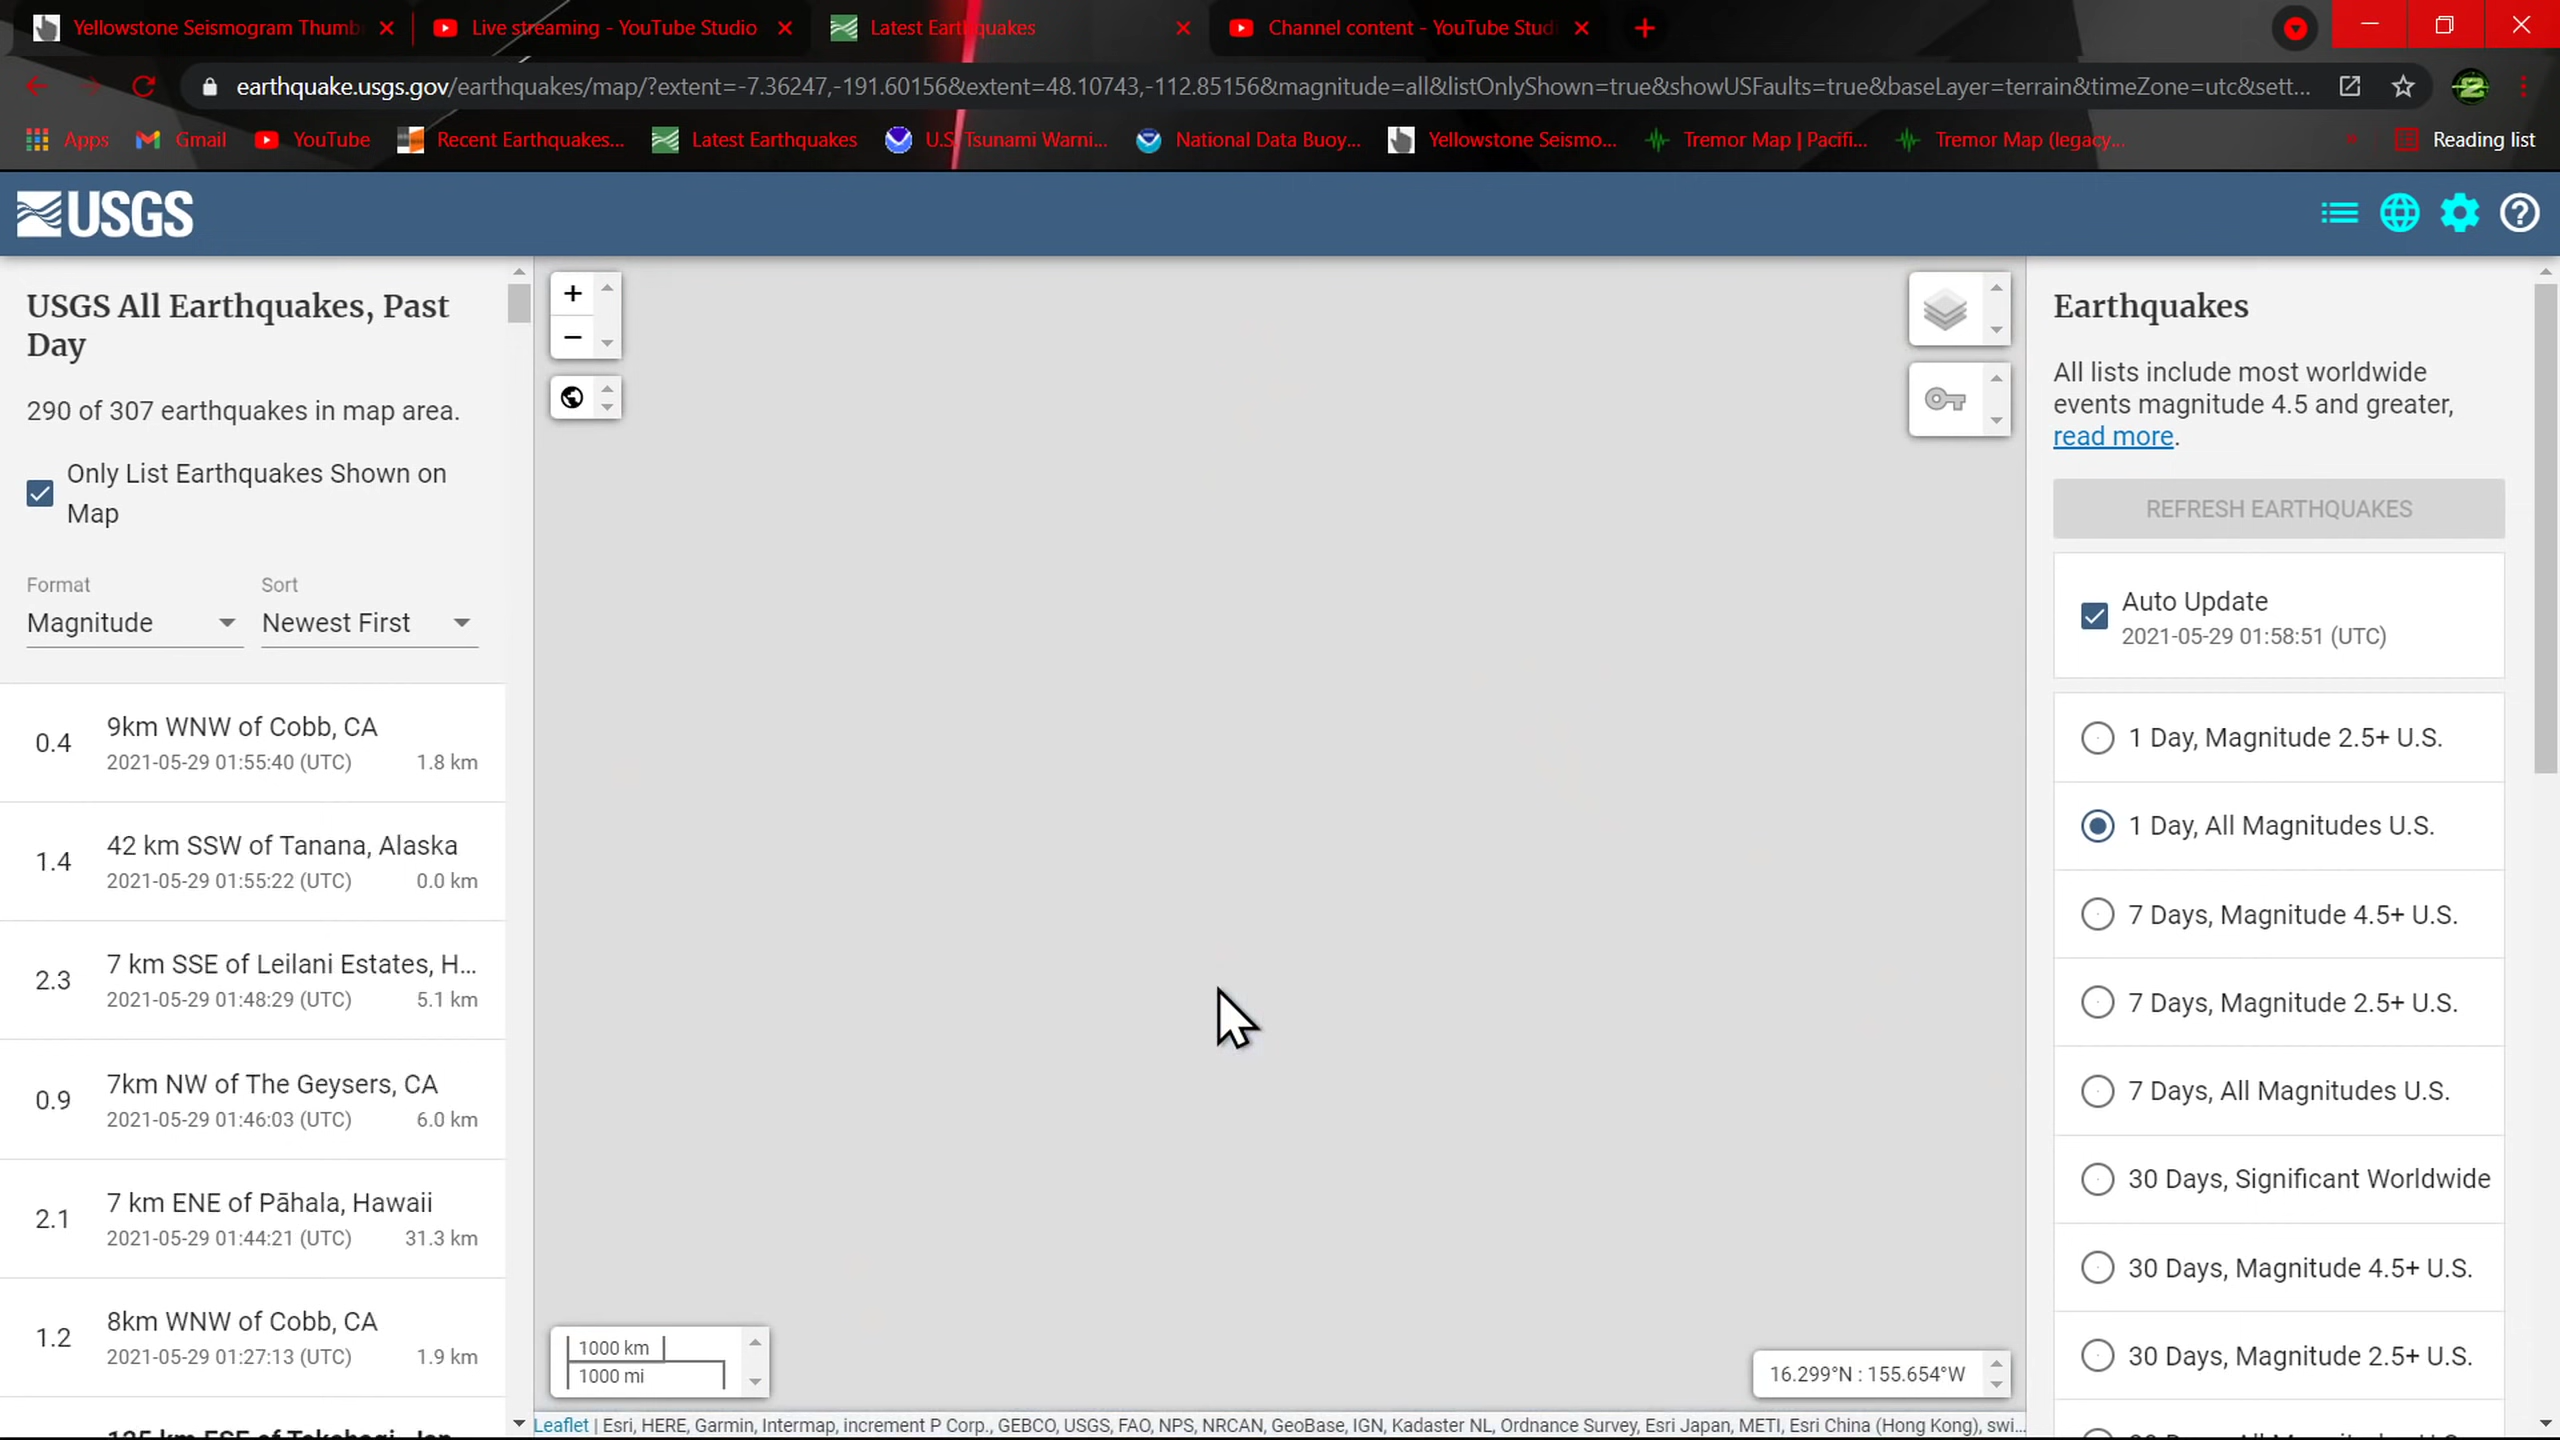 Yellowstone Seismogram Thumb
Live streaming - YouTube Studio
Latest Earthquakes
Channel content - YouTube Studi
earthquake.usgs.gov/earthquakes/map/?extent=-7.36247,-191.60156&extent=48.10743,-112.85156&magnitude=all&listOnlyShown=true&showUSFaults=true&baseLayer=terrain&timeZone=utc&sett...
Apps
Gmail
YouTube
Recent Earthquakes...
Latest Earthquakes
U.S. Tsunami Warni...
National Data Buoy...
Yellowstone Seismo...
Tremor Map | Pacifi...
Tremor Map (legacy...
Reading list
USGS
USGS All Earthquakes, Past
Day
290 of 307 earthquakes in map area.
Only List Earthquakes Shown on
Map
Format
Sort
Magnitude
Newest First
0.4
9km WNW of Cobb, CA
2021-05-29 01:55:40 (UTC) 1.8 km
1.4
42 km SSW of Tanana, Alaska
2021-05-29 01:55:22 (UTC) 0.0 km
2.3
7 km SSE of Leilani Estates, H...
2021-05-29 01:48:29 (UTC) 5.1 km
0.9
7km NW of The Geysers, CA
2021-05-29 01:46:03 (UTC) 6.0 km
2.1
7 km ENE of Pāhala, Hawaii
2021-05-29 01:44:21 (UTC) 31.3 km
1.2
8km WNW of Cobb, CA
2021-05-29 01:27:13 (UTC) 1.9 km
+
−
1000 km
1000 mi
16.299°N : 155.654°W
Leaflet | Esri, HERE, Garmin, Intermap, increment P Corp., GEBCO, USGS, FAO, NPS, NRCAN, GeoBase, IGN, Kadaster NL, Ordnance Survey, Esri Japan, METI, Esri China (Hong Kong), swi...
Earthquakes
All lists include most worldwide
events magnitude 4.5 and greater,
read more.
REFRESH EARTHQUAKES
Auto Update
2021-05-29 01:58:51 (UTC)
1 Day, Magnitude 2.5+ U.S.
1 Day, All Magnitudes U.S.
7 Days, Magnitude 4.5+ U.S.
7 Days, Magnitude 2.5+ U.S.
7 Days, All Magnitudes U.S.
30 Days, Significant Worldwide
30 Days, Magnitude 4.5+ U.S.
30 Days, Magnitude 2.5+ U.S.